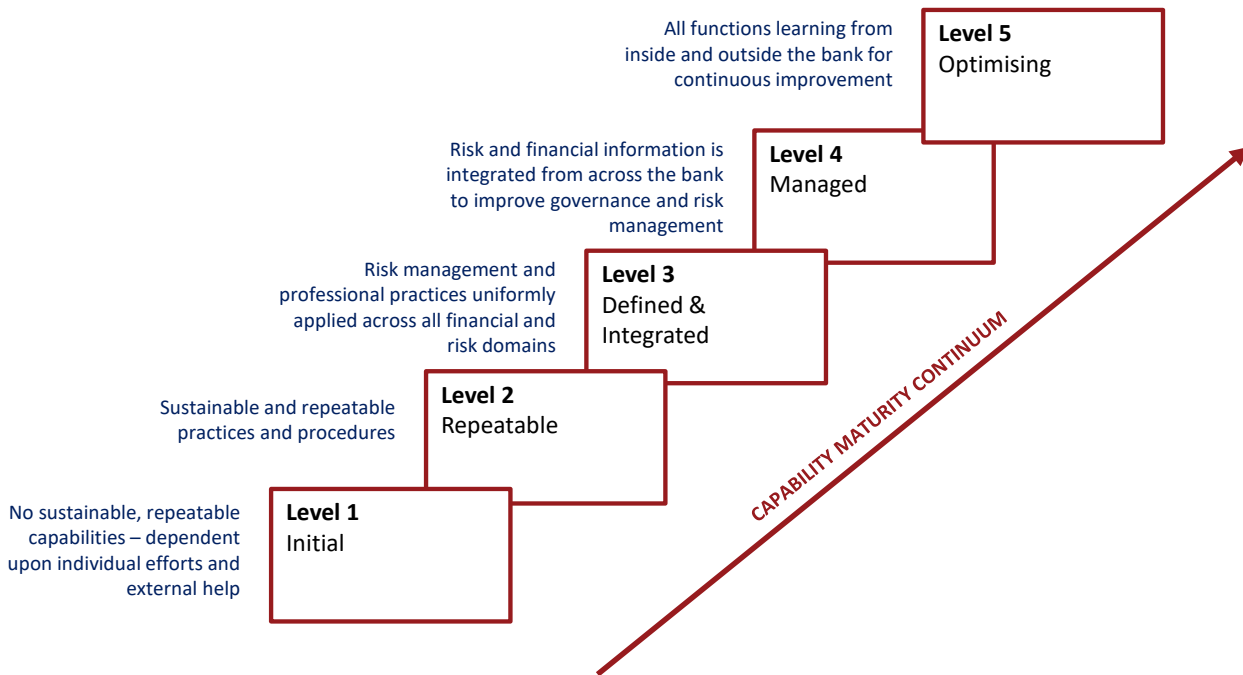 All functions learning from
inside and outside the bank for
continuous improvement
Level 5
Optimising
Risk and financial information is
integrated from across the bank
to improve governance and risk
management
Level 4
Managed
Risk management and
professional practices uniformly
applied across all financial and
risk domains
Level 3
Defined &
Integrated
Sustainable and repeatable
practices and procedures
Level 2
Repeatable
No sustainable, repeatable
capabilities – dependent
upon individual efforts and
external help
Level 1
Initial
CAPABILITY MATURITY CONTINUUM